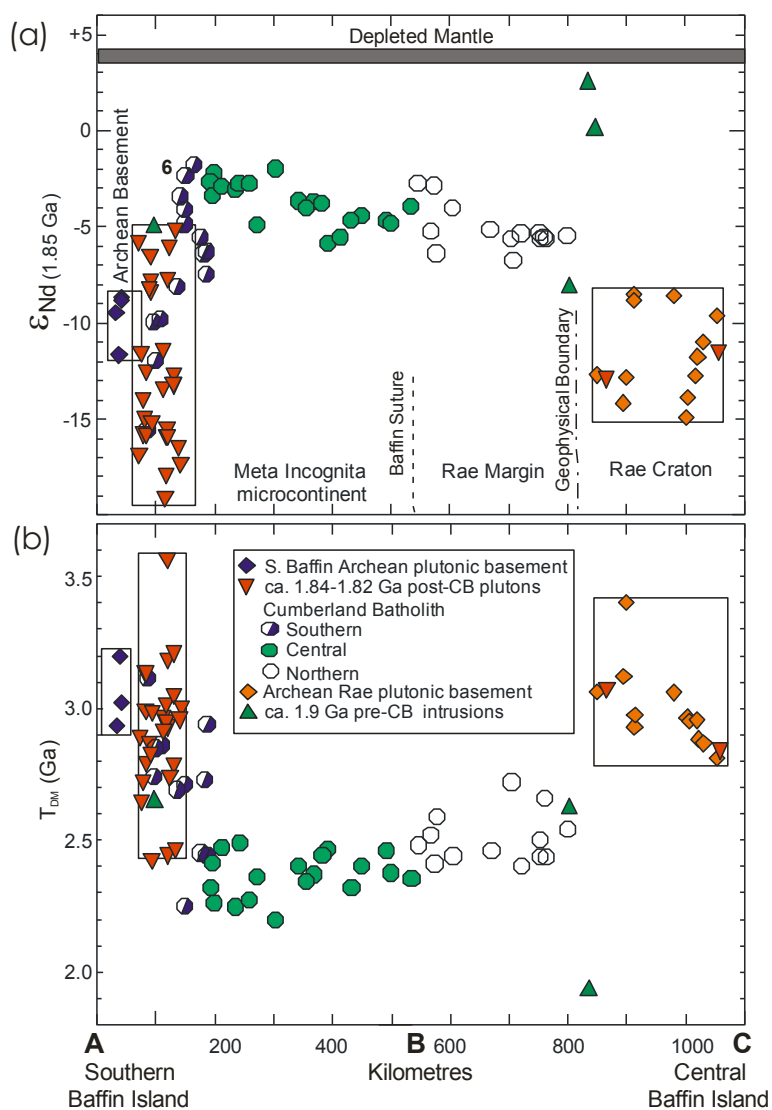 (a)
+5
0
-5
-10
-15
εNd (1.85 Ga)
Depleted Mantle
Archean Basement
6
Meta Incognita
microcontinent
Baffin Suture
Rae Margin
Geophysical Boundary
Rae Craton
(b)
3.5
3.0
2.5
2.0
TDM (Ga)
S. Baffin Archean plutonic basement
ca. 1.84-1.82 Ga post-CB plutons
Cumberland Batholith
Southern
Central
Northern
Archean Rae plutonic basement
ca. 1.9 Ga pre-CB intrusions
A 200 400 B 600 800 1000 C
Southern
Baffin Island
Kilometres
Central
Baffin Island